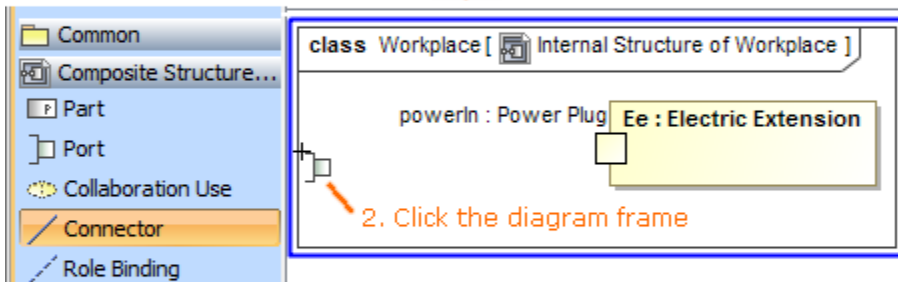 Common
Composite Structure...
P Part
Port
Collaboration Use
Connector
Role Binding
class Workplace [ Internal Structure of Workplace ]
powerIn : Power Plug
Ee : Electric Extension
2. Click the diagram frame